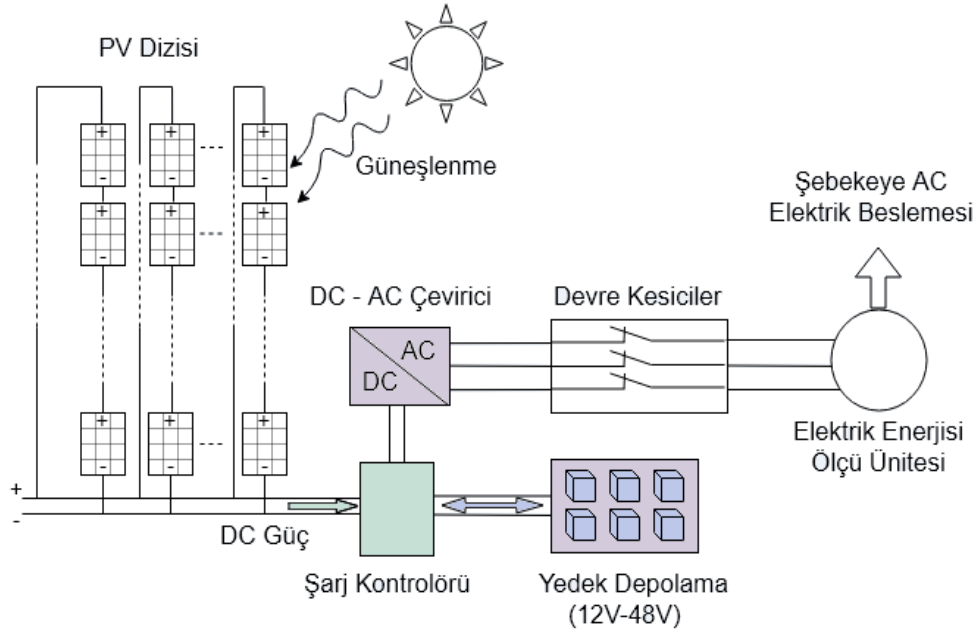 PV Dizisi
Güneşlenme
+
+
+
-
-
-
+
+
+
-
-
-
Şebekeye AC
Elektrik Beslemesi
DC - AC Çevirici
Devre Kesiciler
AC
DC
+
+
+
-
-
-
Elektrik Enerjisi
Ölçü Ünitesi
+
-
DC Güç
Şarj Kontrolörü
Yedek Depolama
(12V-48V)